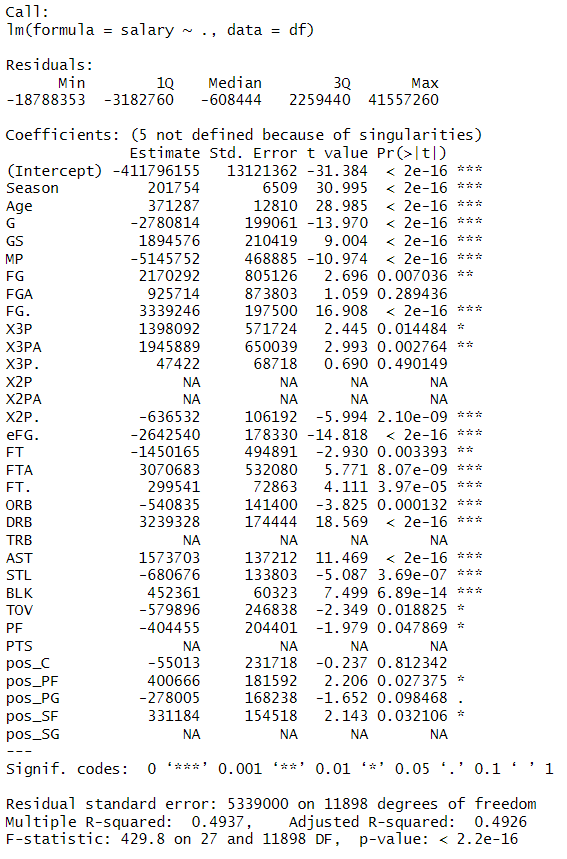 Call:
lm(formula = salary ~ ., data = df)
Residuals:
Min 1Q Median 3Q Max
-18788353 -3182760 -608444 2259440 41557260
Coefficients: (5 not defined because of singularities)
Estimate Std. Error t value Pr(>|t|)
(Intercept) -411796155 13121362 -31.384 < 2e-16 ***
Season 201754 6509 30.995 < 2e-16 ***
Age 371287 12810 28.985 < 2e-16 ***
G -2780814 199061 -13.970 < 2e-16 ***
GS 1894576 210419 9.004 < 2e-16 ***
MP -5145752 468885 -10.974 < 2e-16 ***
FG 2170292 805126 2.696 0.007036 **
FGA 925714 873803 1.059 0.289436
FG. 3339246 197500 16.908 < 2e-16 ***
X3P 1398092 571724 2.445 0.014484 *
X3PA 1945889 650039 2.993 0.002764 **
X3P. 47422 68718 0.690 0.490149
X2P NA NA NA NA
X2PA NA NA NA NA
X2P. -636532 106192 -5.994 2.10e-09 ***
eFG. -2642540 178330 -14.818 < 2e-16 ***
FT -1450165 494891 -2.930 0.003393 **
FTA 3070683 532080 5.771 8.07e-09 ***
FT. 299541 72863 4.111 3.97e-05 ***
ORB -540835 141400 -3.825 0.000132 ***
DRB 3239328 174444 18.569 < 2e-16 ***
TRB NA NA NA NA
AST 1573703 137212 11.469 < 2e-16 ***
STL -680676 133803 -5.087 3.69e-07 ***
BLK 452361 60323 7.499 6.89e-14 ***
TOV -579896 246838 -2.349 0.018825 *
PF -404455 204401 -1.979 0.047869 *
PTS NA NA NA NA
pos_C -55013 231718 -0.237 0.812342
pos_PF 400666 181592 2.206 0.027375 *
pos_PG -278005 168238 -1.652 0.098468 .
pos_SF 331184 154518 2.143 0.032106 *
pos_SG NA NA NA NA
---
Signif. codes: 0 ‘***’ 0.001 ‘**’ 0.01 ‘*’ 0.05 ‘.’ 0.1 ‘ ’ 1
Residual standard error: 5339000 on 11898 degrees of freedom
Multiple R-squared: 0.4937, Adjusted R-squared: 0.4926
F-statistic: 429.8 on 27 and 11898 DF, p-value: < 2.2e-16